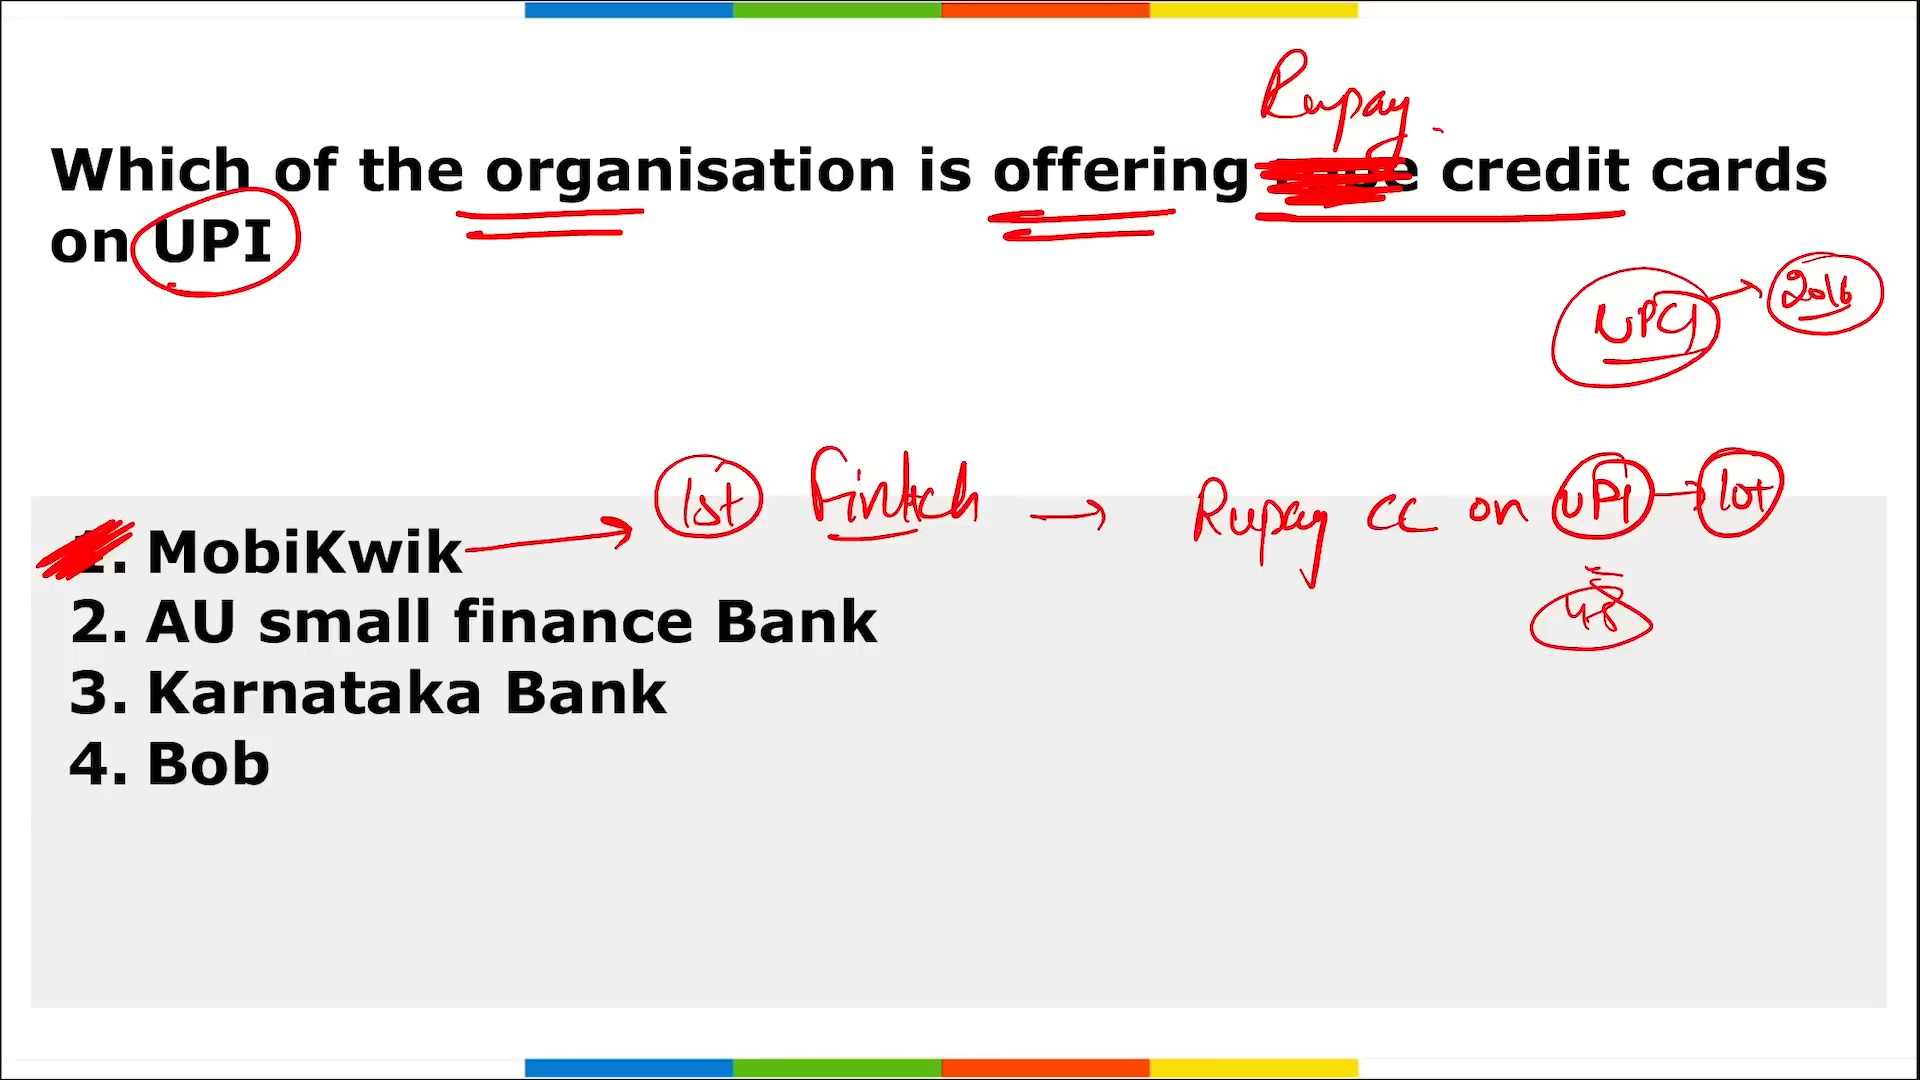 Rupay
Which of the organisation is offering credit cards
on UPI
NPCI → 2016
1st Fintech → Rupay CC on UPI → 1st
1. MobiKwik
2. AU small finance Bank
3. Karnataka Bank
4. Bob